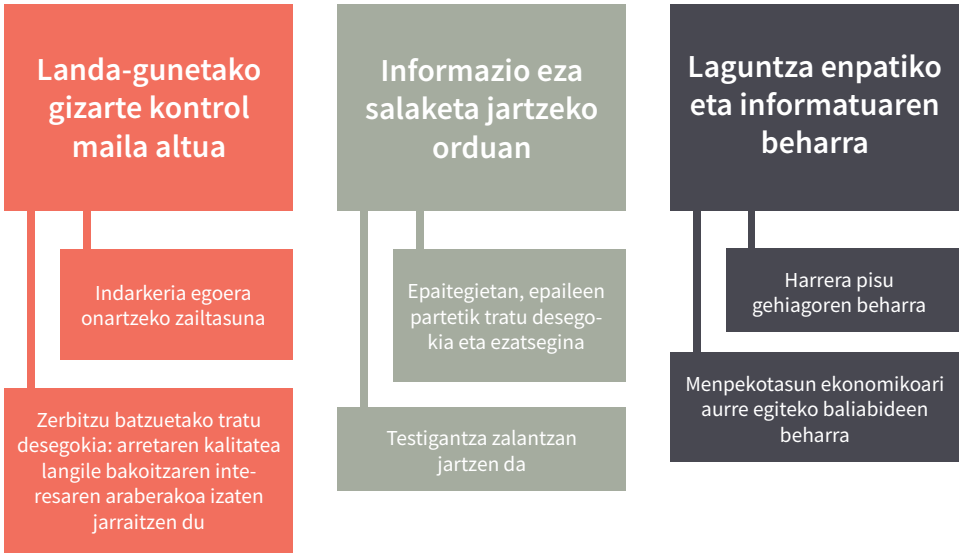 Landa-gunetako
gizarte kontrol
maila altua
Indarkeria egoera
onartzeko zailtasuna
Zerbitzu batzuetako tratu
desegokia: arretaren kalitatea
langile bakoitzaren inte-
resaren araberakoa izaten
jarraitzen du
Informazio eza
salaketa jartzeko
orduan
Epaitegietan, epaileen
partetik tratu desego-
kia eta ezatsegina
Testigantza zalantzan
jartzen da
Laguntza enpatiko
eta informatuaren
beharra
Harrera pisu
gehiagoren beharra
Menpekotasun ekonomikoari
aurre egiteko baliabideen
beharra